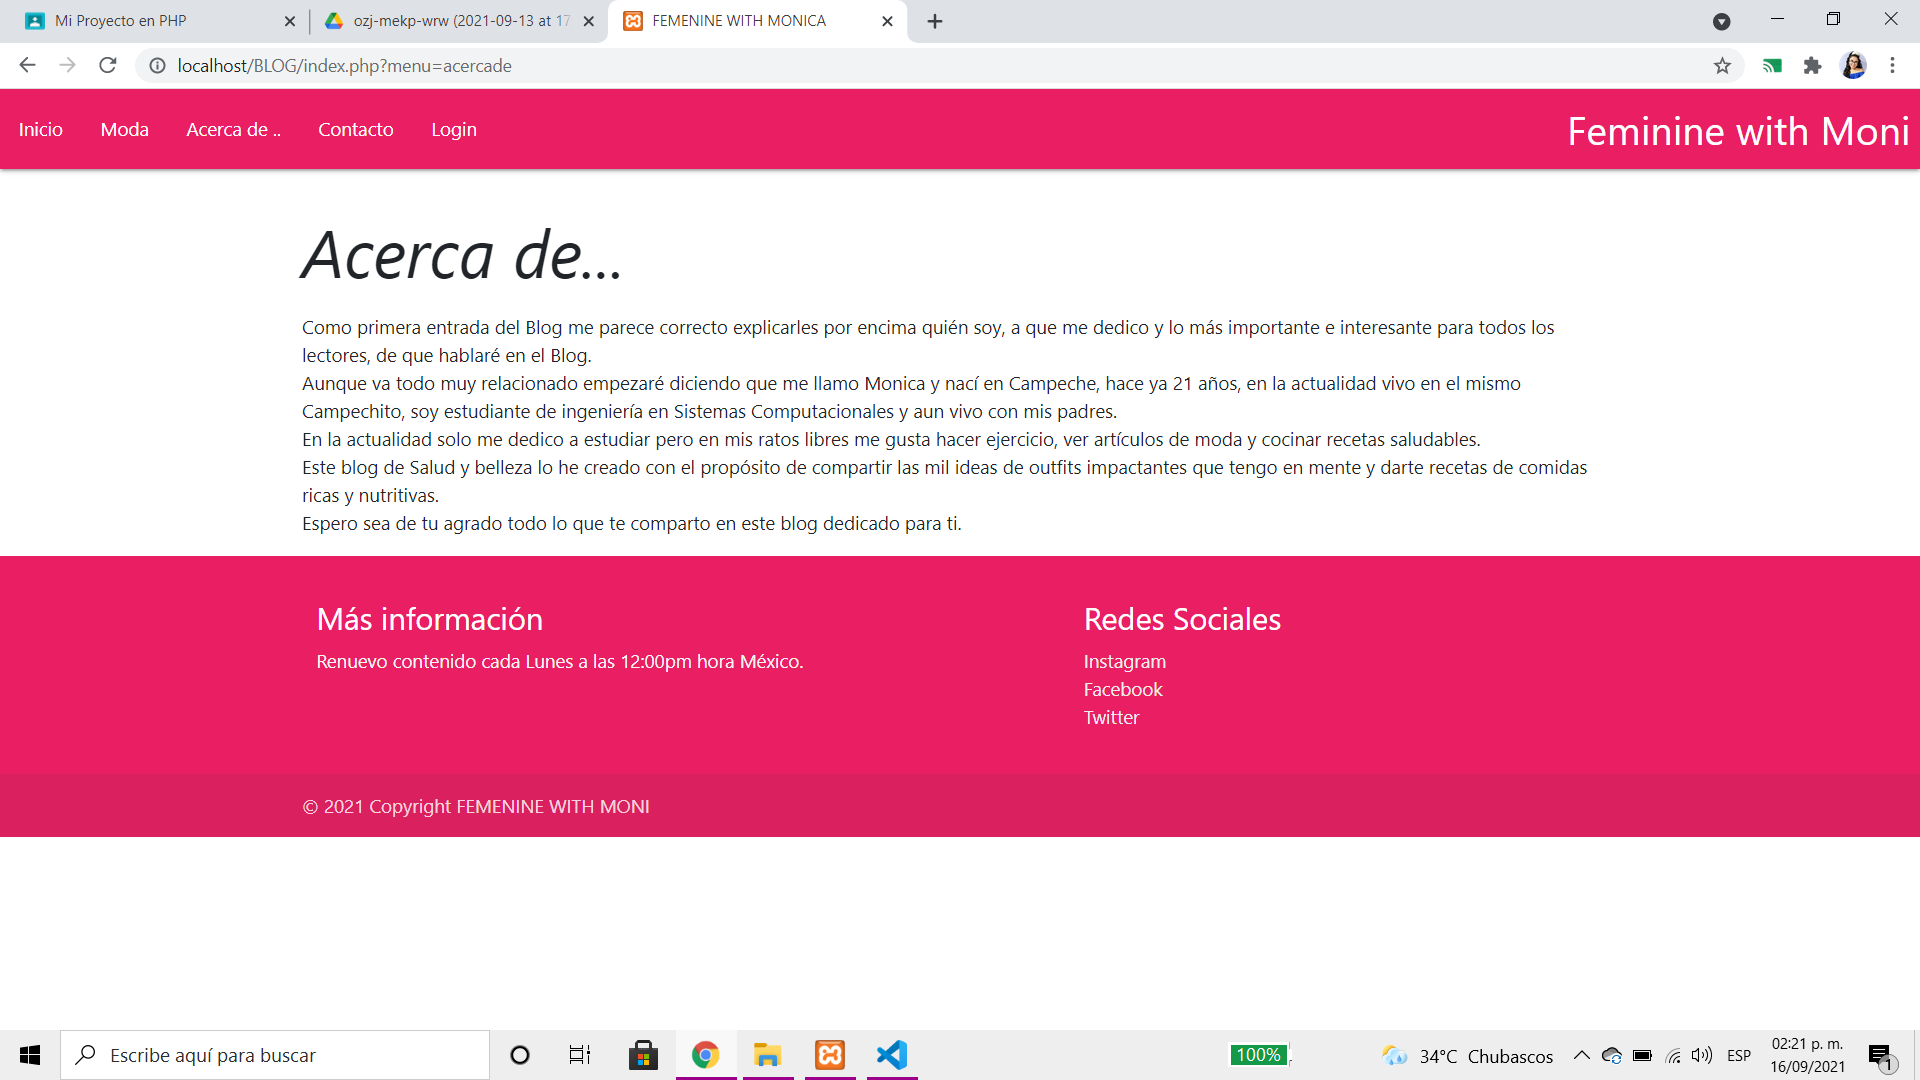 Mi Proyecto en PHP
ozj-mekp-wrw (2021-09-13 at 17
FEMENINE WITH MONICA
localhost/BLOG/index.php?menu=acercade
Inicio
Moda
Acerca de ..
Contacto
Login
Feminine with Moni
Acerca de...
Como primera entrada del Blog me parece correcto explicarles por encima quién soy, a que me dedico y lo más importante e interesante para todos los
lectores, de que hablaré en el Blog.
Aunque va todo muy relacionado empezaré diciendo que me llamo Monica y nací en Campeche, hace ya 21 años, en la actualidad vivo en el mismo
Campechito, soy estudiante de ingeniería en Sistemas Computacionales y aun vivo con mis padres.
En la actualidad solo me dedico a estudiar pero en mis ratos libres me gusta hacer ejercicio, ver artículos de moda y cocinar recetas saludables.
Este blog de Salud y belleza lo he creado con el propósito de compartir las mil ideas de outfits impactantes que tengo en mente y darte recetas de comidas
ricas y nutritivas.
Espero sea de tu agrado todo lo que te comparto en este blog dedicado para ti.
Más información
Renuevo contenido cada Lunes a las 12:00pm hora México.
Redes Sociales
Instagram
Facebook
Twitter
© 2021 Copyright FEMENINE WITH MONI
Escribe aquí para buscar
100%
34°C Chubascos
ESP
02:21 p. m.
16/09/2021
1